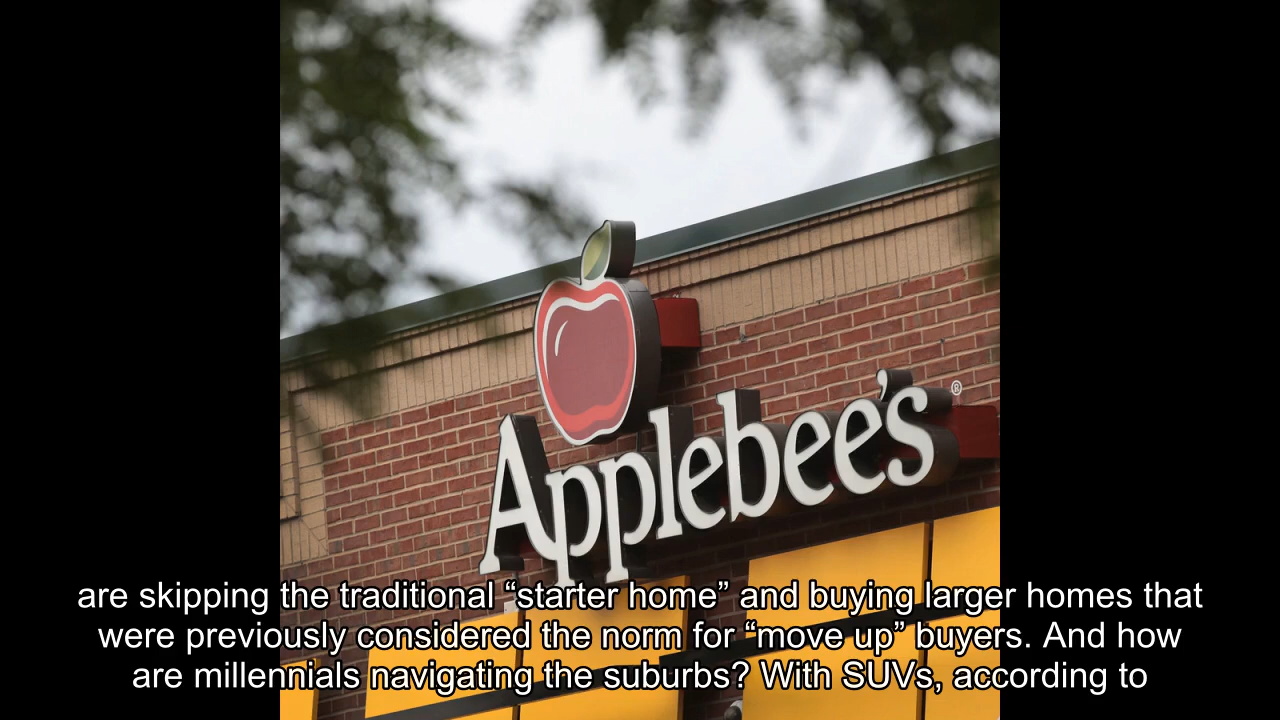 Applebee's®
are skipping the traditional “starter home” and buying larger homes that
were previously considered the norm for “move up” buyers. And how
are millennials navigating the suburbs? With SUVs, according to